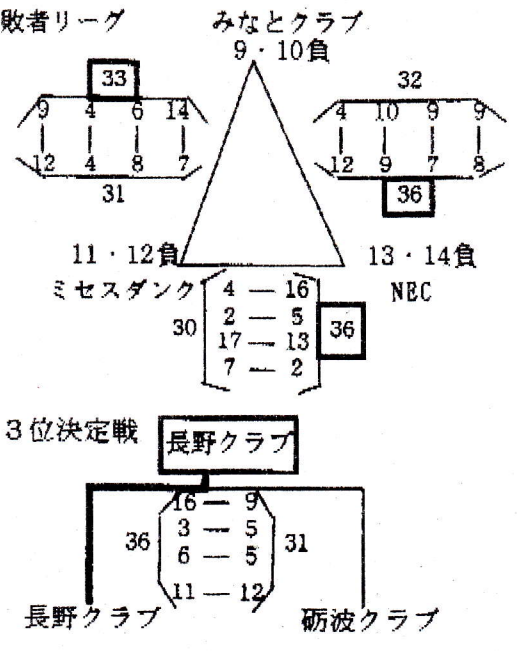 敗者リーグ
みなとクラブ
9・10負
33
9 4 6 14
12 4 8 7
31
32
4 10 9 9
12 9 7 8
36
11・12負
ミセスダンク
13・14負
NEC
30
4 ― 16
2 ― 5
17 ― 13
7 ― 2
36
3位決定戦
長野クラブ
36
16 ― 9
3 ― 5
6 ― 5
11 ― 12
31
長野クラブ
砺波クラブ